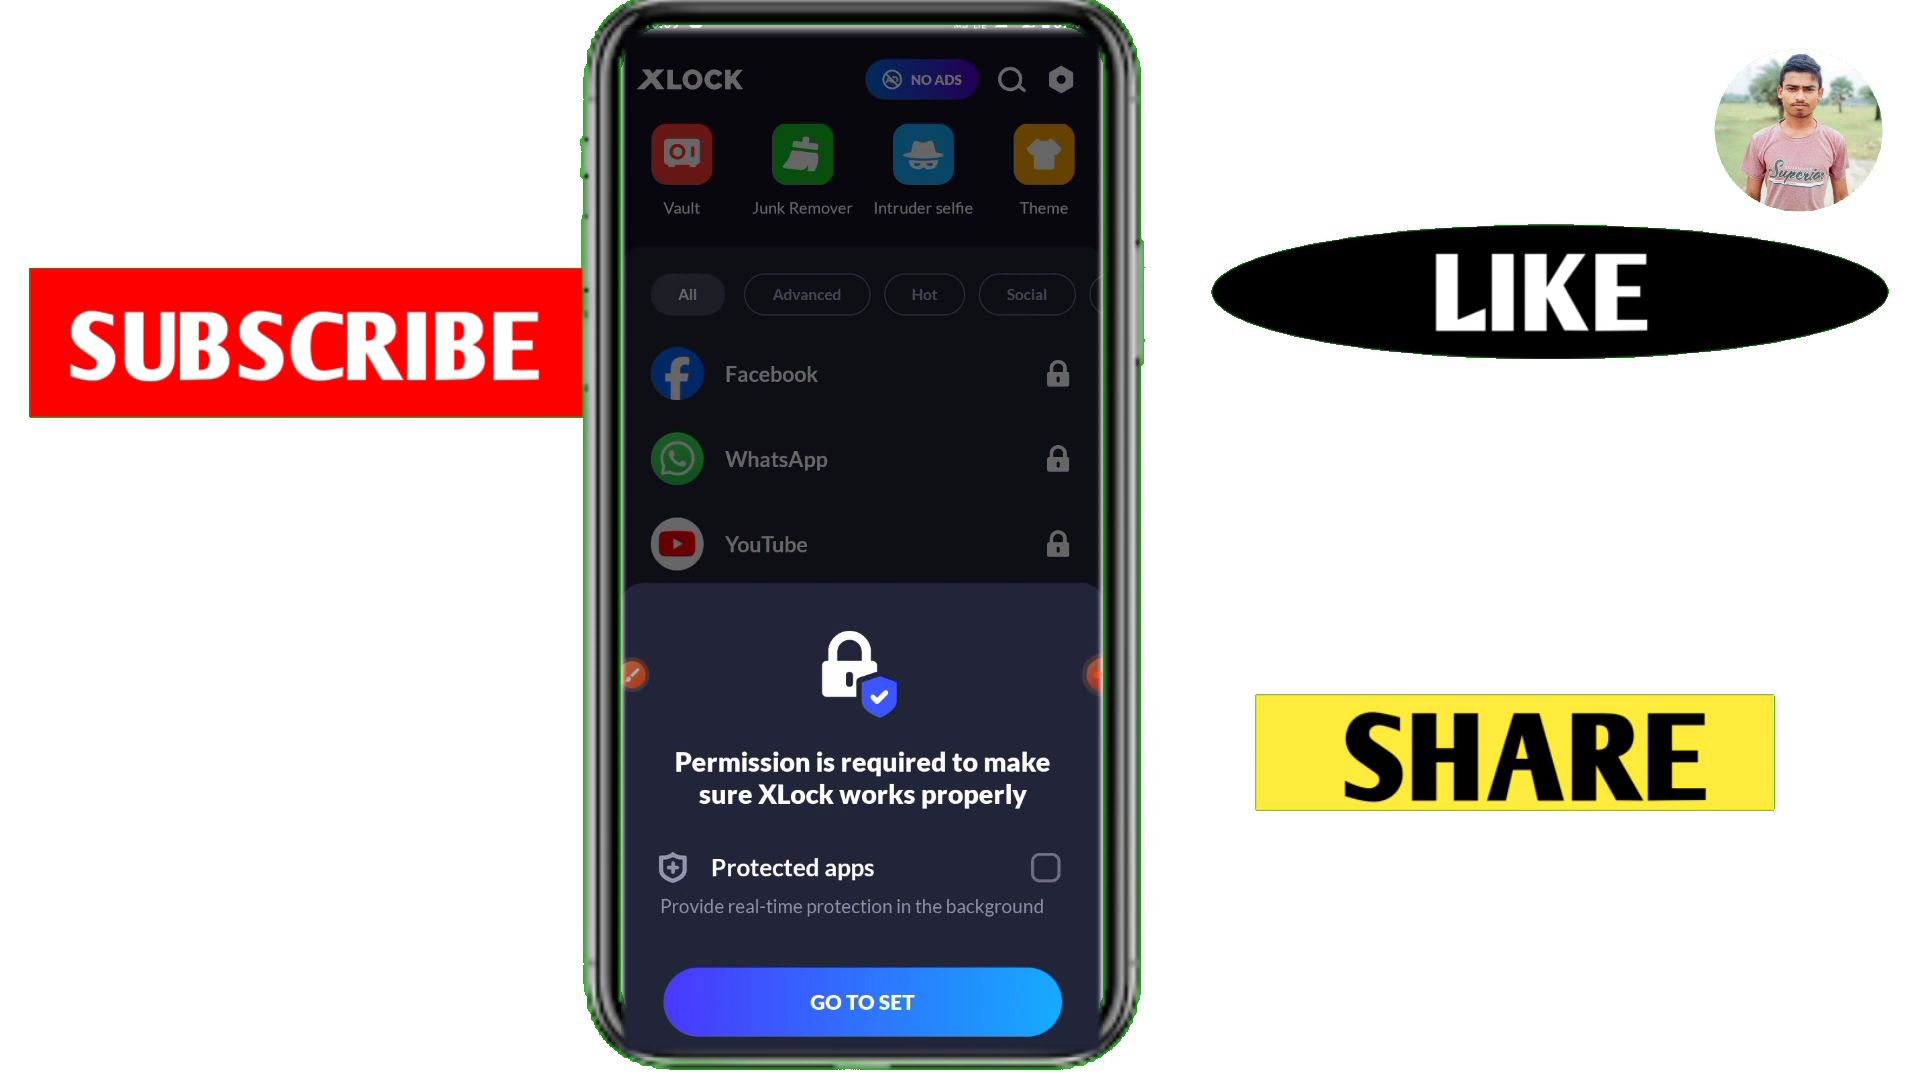 XLOCK
NO ADS
Vault
Junk Remover
Intruder selfie
Theme
All
Advanced
Hot
Social
Facebook
WhatsApp
YouTube
Permission is required to make
sure XLock works properly
Protected apps
Provide real-time protection in the background
GO TO SET
SUBSCRIBE
LIKE
SHARE
Superior